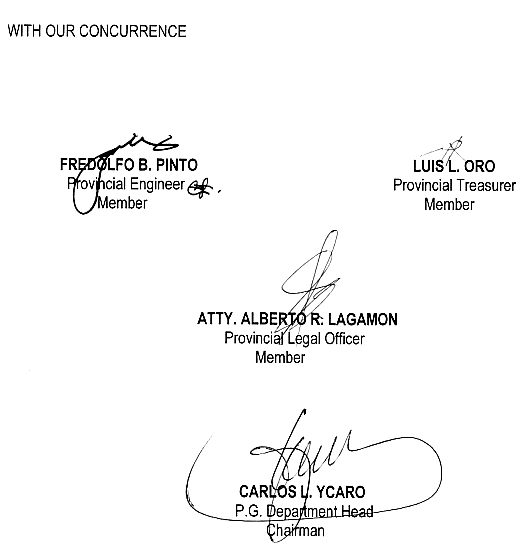 WITH OUR CONCURRENCE
FREDOLFO B. PINTO
Provincial Engineer
Member
LUIS L. ORO
Provincial Treasurer
Member
ATTY. ALBERTO R. LAGAMON
Provincial Legal Officer
Member
CARLOS L. YCARO
P.G. Department Head
Chairman